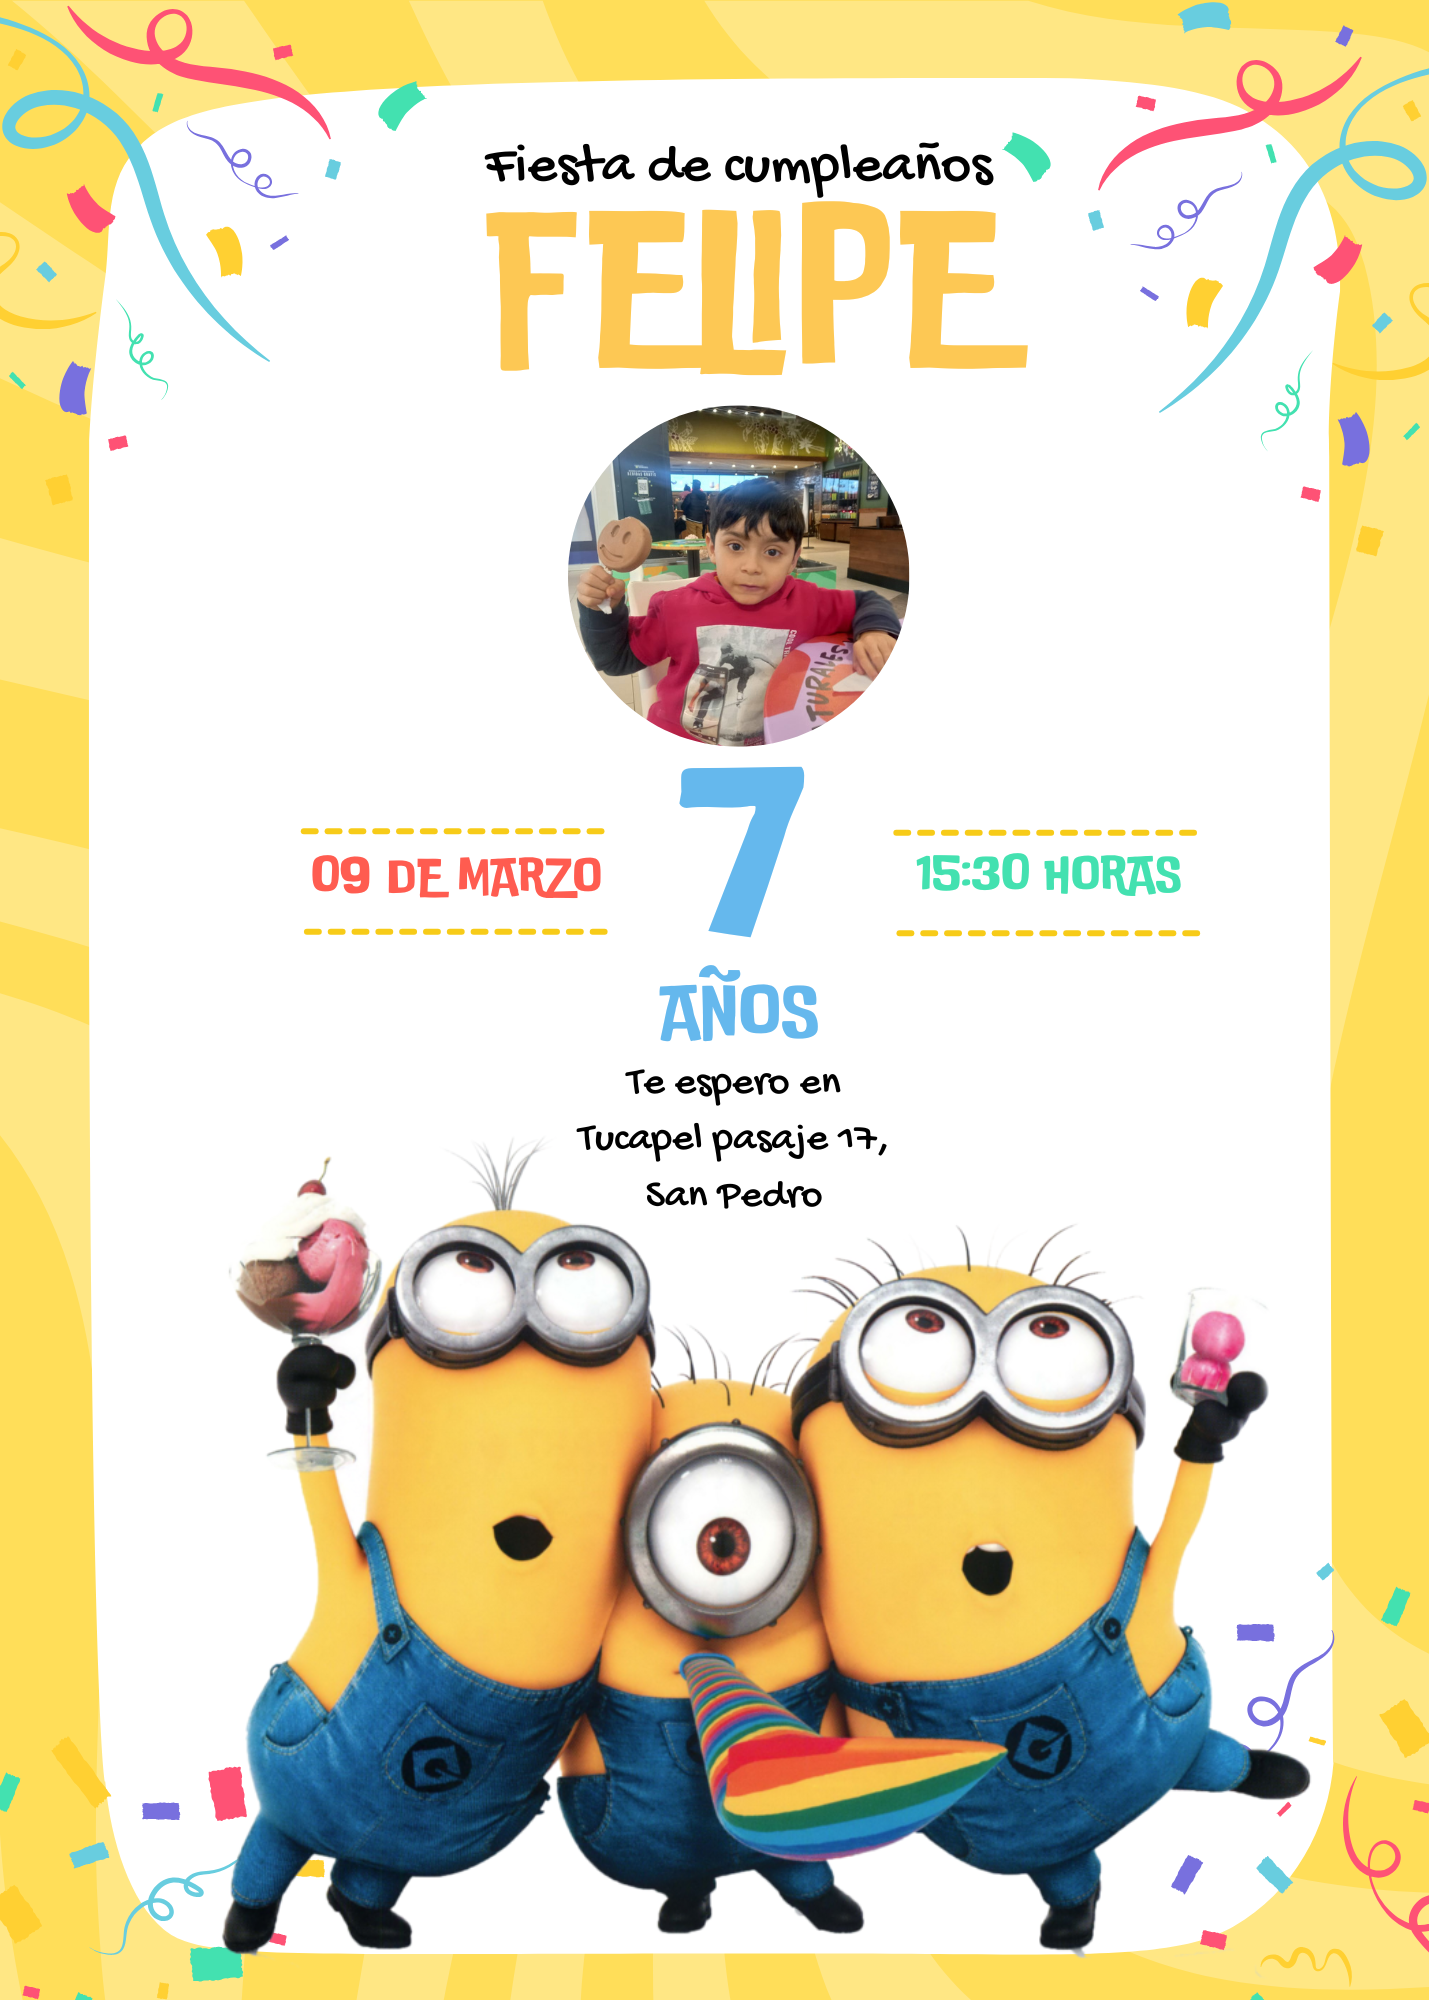 Fiesta de cumpleaños
FELIPE
TURALES
7
09 DE MARZO
15:30 HORAS
AÑOS
Te espero en
Tucapel pasaje 17,
San Pedro